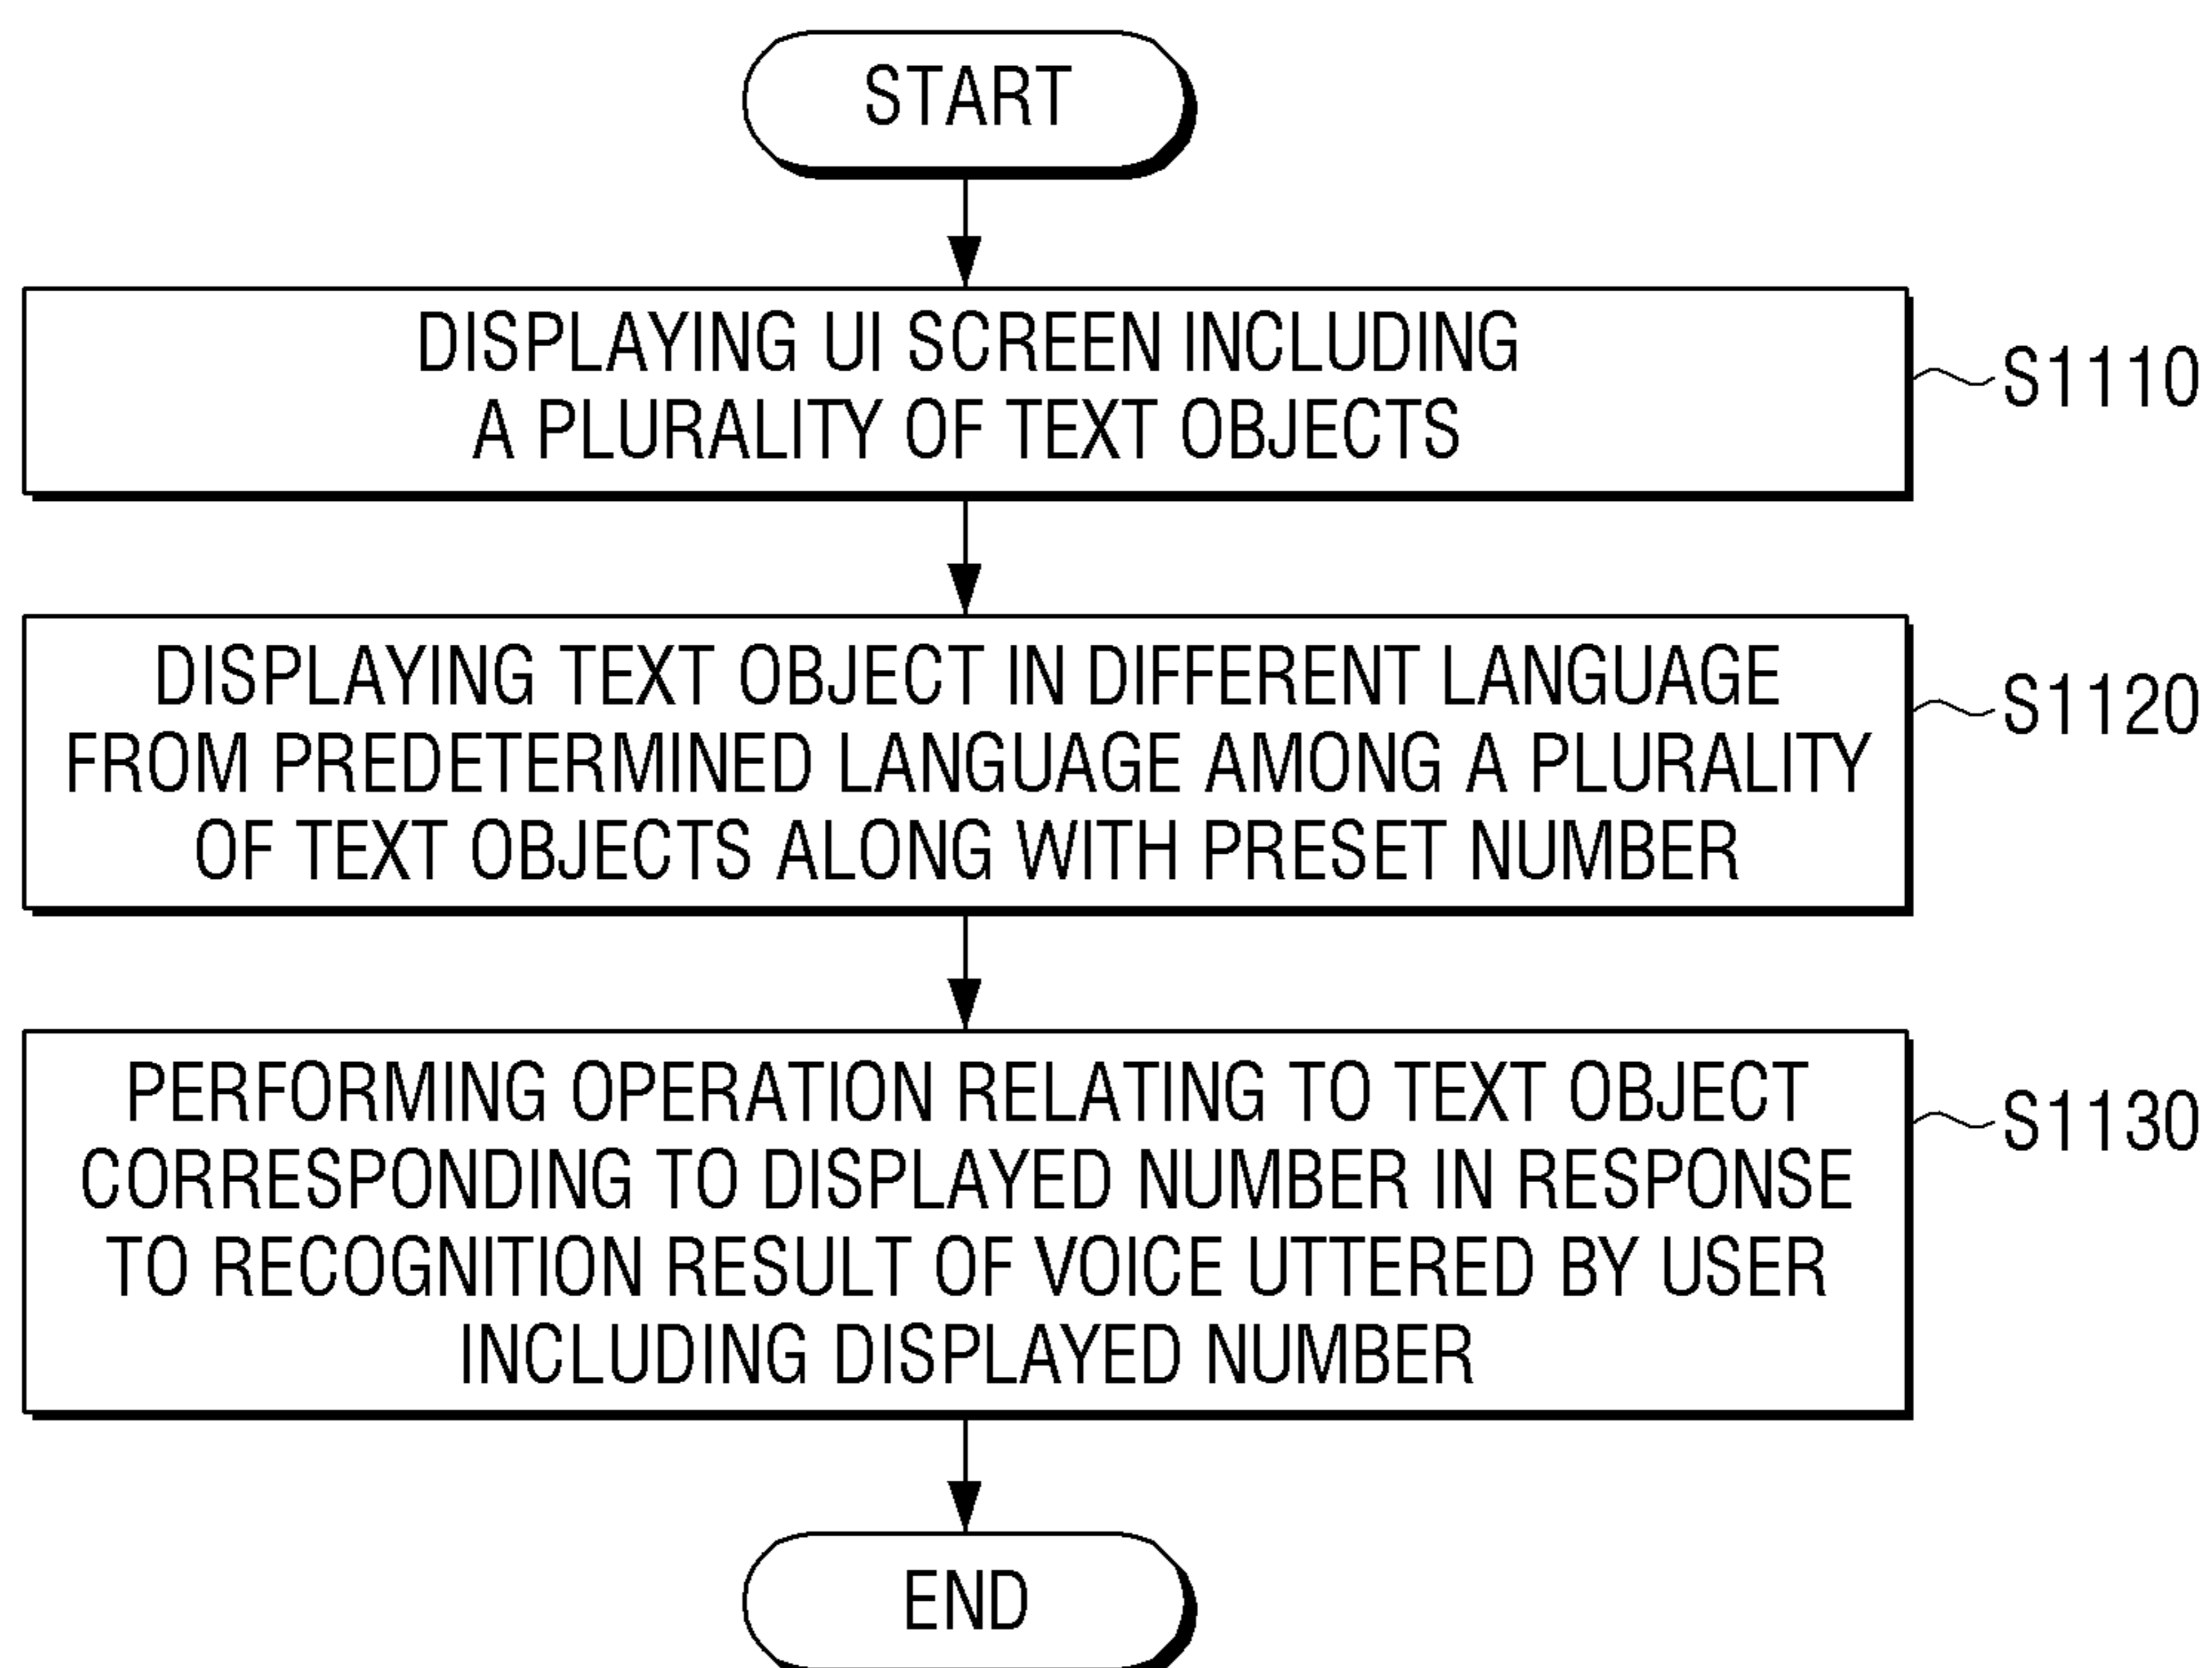 START
DISPLAYING UI SCREEN INCLUDING
A PLURALITY OF TEXT OBJECTS
S1110
DISPLAYING TEXT OBJECT IN DIFFERENT LANGUAGE
FROM PREDETERMINED LANGUAGE AMONG A PLURALITY
OF TEXT OBJECTS ALONG WITH PRESET NUMBER
S1120
PERFORMING OPERATION RELATING TO TEXT OBJECT
CORRESPONDING TO DISPLAYED NUMBER IN RESPONSE
TO RECOGNITION RESULT OF VOICE UTTERED BY USER
INCLUDING DISPLAYED NUMBER
S1130
END